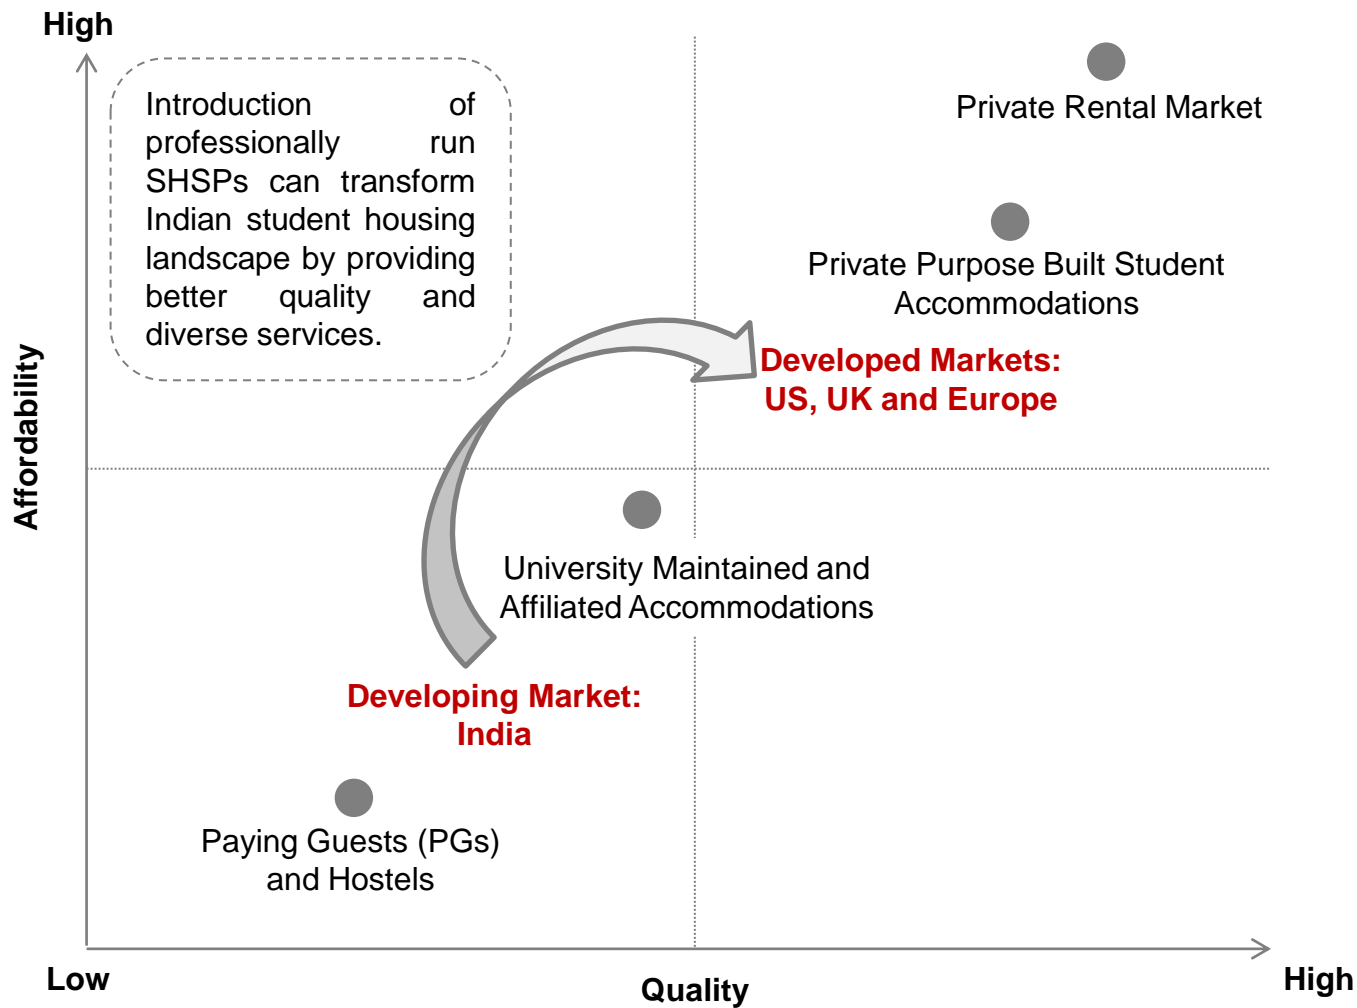 High
Introduction of
professionally run
SHSPs can transform
Indian student housing
landscape by providing
better quality and
diverse services.
Private Rental Market
Private Purpose Built Student
Accommodations
Developed Markets:
US, UK and Europe
Affordability
University Maintained and
Affiliated Accommodations
Developing Market:
India
Paying Guests (PGs)
and Hostels
Low
Quality
High